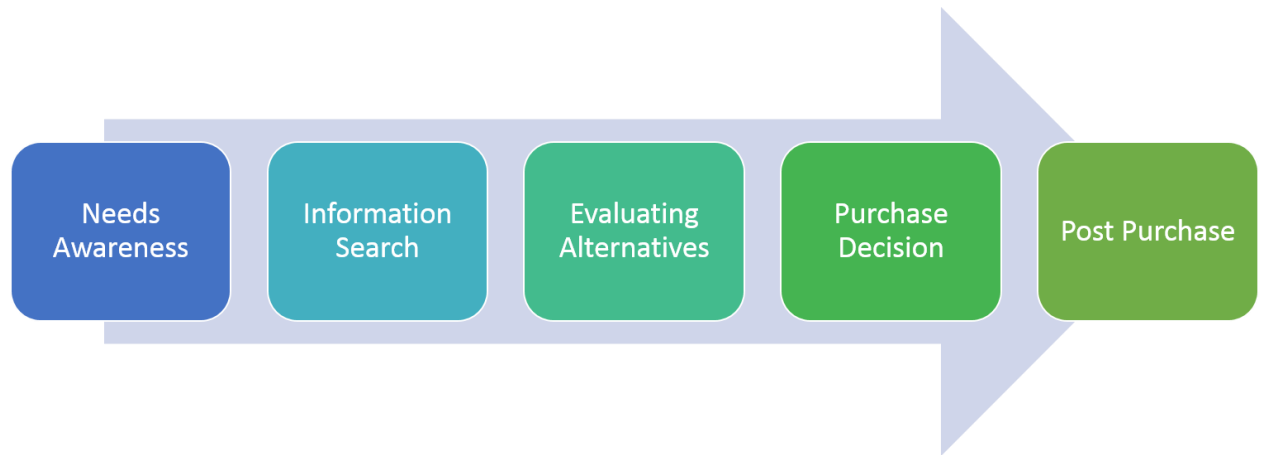 Needs
Awareness
Information
Search
Evaluating
Alternatives
Purchase
Decision
Post Purchase